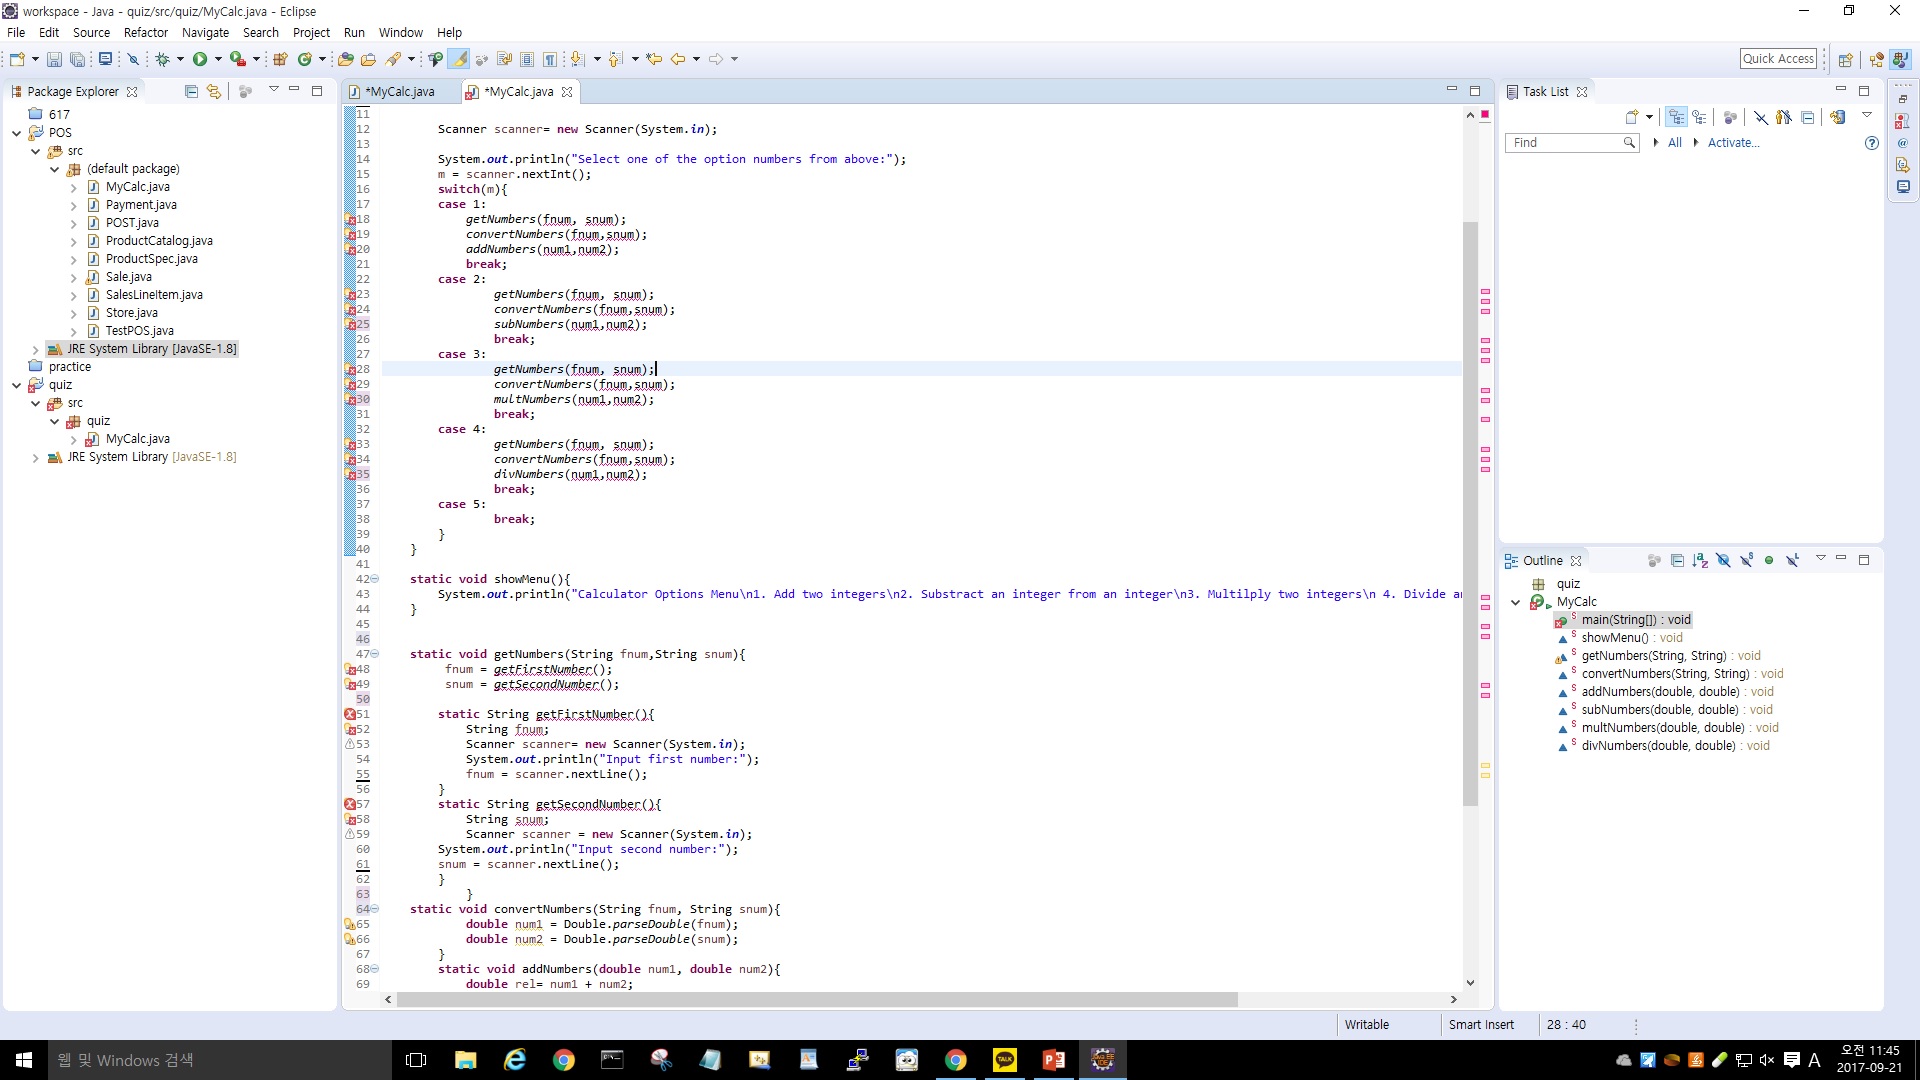 workspace - Java - quiz/src/quiz/MyCalc.java - Eclipse
File Edit Source Refactor Navigate Search Project Run Window Help
Quick Access
Package Explorer
617
POS
src
(default package)
MyCalc.java
Payment.java
POST.java
ProductCatalog.java
ProductSpec.java
Sale.java
SalesLineItem.java
Store.java
TestPOS.java
JRE System Library [JavaSE-1.8]
practice
quiz
src
quiz
MyCalc.java
JRE System Library [JavaSE-1.8]
*MyCalc.java *MyCalc.java
11
12 Scanner scanner= new Scanner(System.in);
13
14 System.out.println("Select one of the option numbers from above:");
15 m = scanner.nextInt();
16 switch(m){
17 case 1:
18 getNumbers(fnum, snum);
19 convertNumbers(fnum,snum);
20 addNumbers(num1,num2);
21 break;
22 case 2:
23 getNumbers(fnum, snum);
24 convertNumbers(fnum,snum);
25 subNumbers(num1,num2);
26 break;
27 case 3:
28 getNumbers(fnum, snum);
29 convertNumbers(fnum,snum);
30 multNumbers(num1,num2);
31 break;
32 case 4:
33 getNumbers(fnum, snum);
34 convertNumbers(fnum,snum);
35 divNumbers(num1,num2);
36 break;
37 case 5:
38 break;
39 }
40 }
41
42 static void showMenu(){
43 System.out.println("Calculator Options Menu\n1. Add two integers\n2. Substract an integer from an integer\n3. Multilply two integers\n 4. Divide
44 }
45
46
47 static void getNumbers(String fnum,String snum){
48 fnum = getFirstNumber();
49 snum = getSecondNumber();
50
51 static String getFirstNumber(){
52 String fnum;
53 Scanner scanner= new Scanner(System.in);
54 System.out.println("Input first number:");
55 fnum = scanner.nextLine();
56 }
57 static String getSecondNumber(){
58 String snum;
59 Scanner scanner = new Scanner(System.in);
60 System.out.println("Input second number:");
61 snum = scanner.nextLine();
62 }
63 }
64 static void convertNumbers(String fnum, String snum){
65 double num1 = Double.parseDouble(fnum);
66 double num2 = Double.parseDouble(snum);
67 }
68 static void addNumbers(double num1, double num2){
69 double rel= num1 + num2;
Task List
Find All Activate...
Outline
quiz
MyCalc
main(String[]) : void
showMenu() : void
getNumbers(String, String) : void
convertNumbers(String, String) : void
addNumbers(double, double) : void
subNumbers(double, double) : void
multNumbers(double, double) : void
divNumbers(double, double) : void
Writable Smart Insert 28 : 40
웹 및 Windows 검색
TALK
A
오전 11:45
2017-09-21